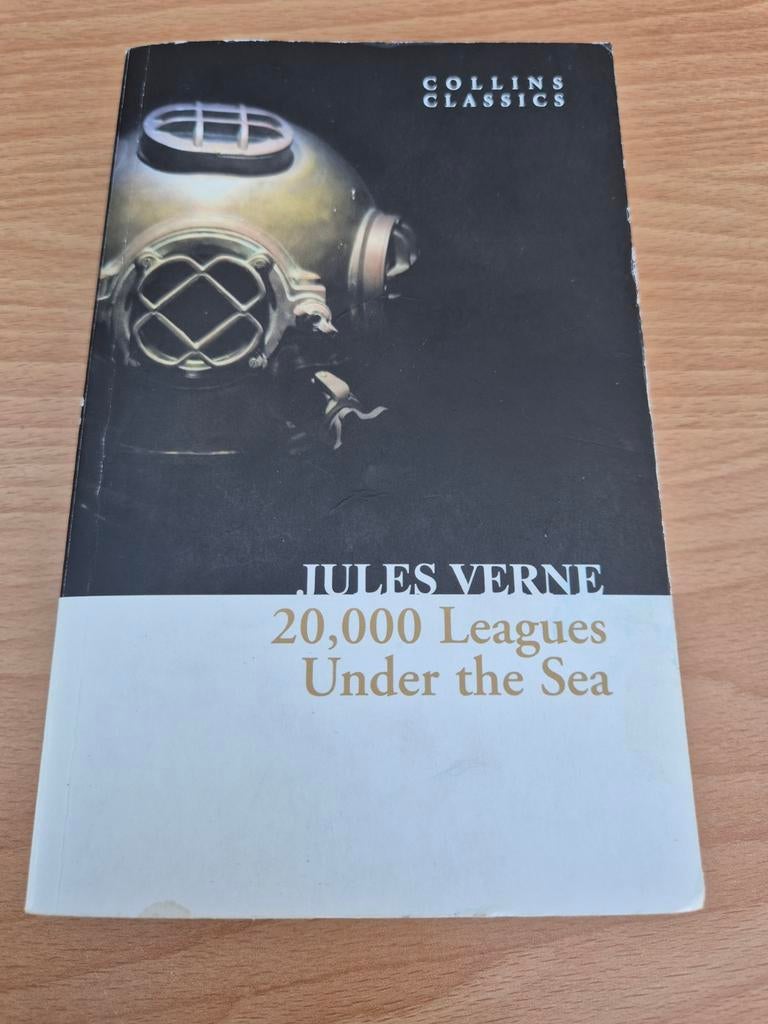 COLLINS
CLASSICS
JULES VERNE
20,000 Leagues
Under the Sea